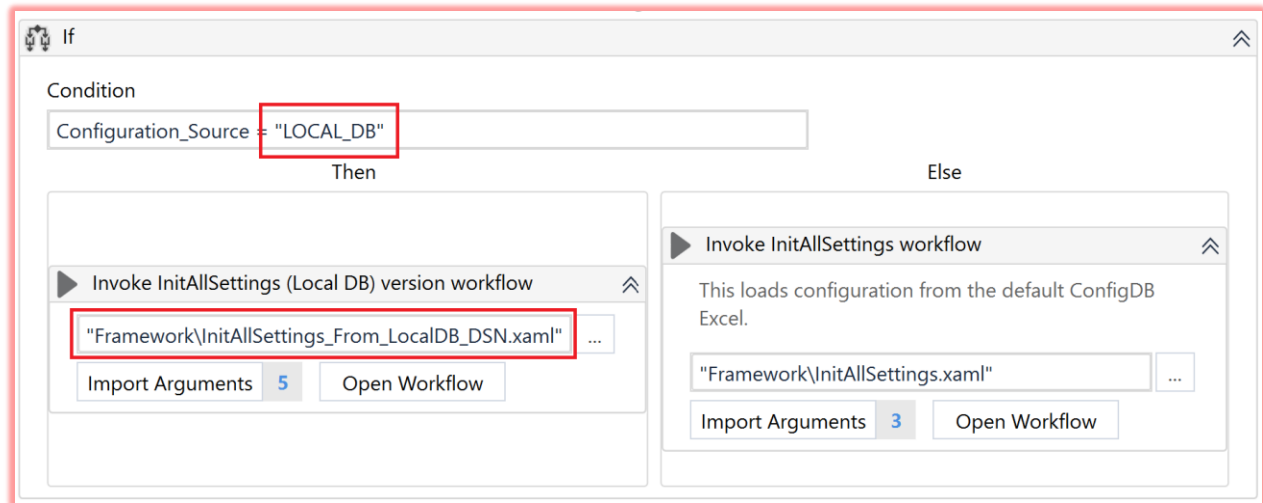 If
Condition
Configuration_Source = "LOCAL_DB"
Then
Else
Invoke InitAllSettings (Local DB) version workflow
"Framework\InitAllSettings_From_LocalDB_DSN.xaml"
...
Import Arguments 5
Open Workflow
Invoke InitAllSettings workflow
This loads configuration from the default ConfigDB
Excel.
"Framework\InitAllSettings.xaml"
...
Import Arguments 3
Open Workflow